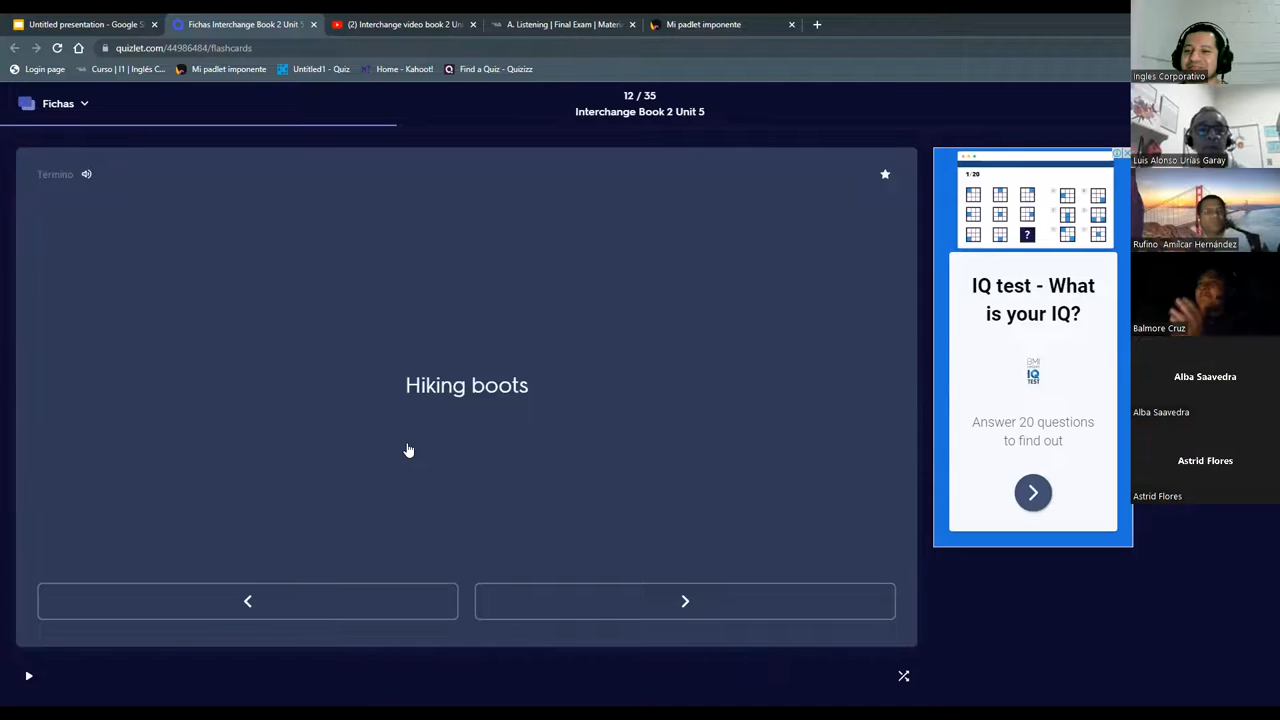 Untitled presentation - Google S
Fichas Interchange Book 2 Unit 5
(2) Interchange video book 2 Un
A. Listening | Final Exam | Mater
Mi padlet imponente
quizlet.com/44986484/flashcards
Login page
Curso | I1 | Inglés C...
Mi padlet imponente
Untitled1 - Quiz
Home - Kahoot!
Find a Quiz - Quizizz
Fichas
12 / 35
Interchange Book 2 Unit 5
Término
Hiking boots
1/20
?
IQ test - What
is your IQ?
IQ
TEST
Answer 20 questions
to find out
Ingles Corporativo
Luis Alonso Urías Garay
Rufino Amílcar Hernández
Balmore Cruz
Alba Saavedra
Alba Saavedra
Astrid Flores
Astrid Flores